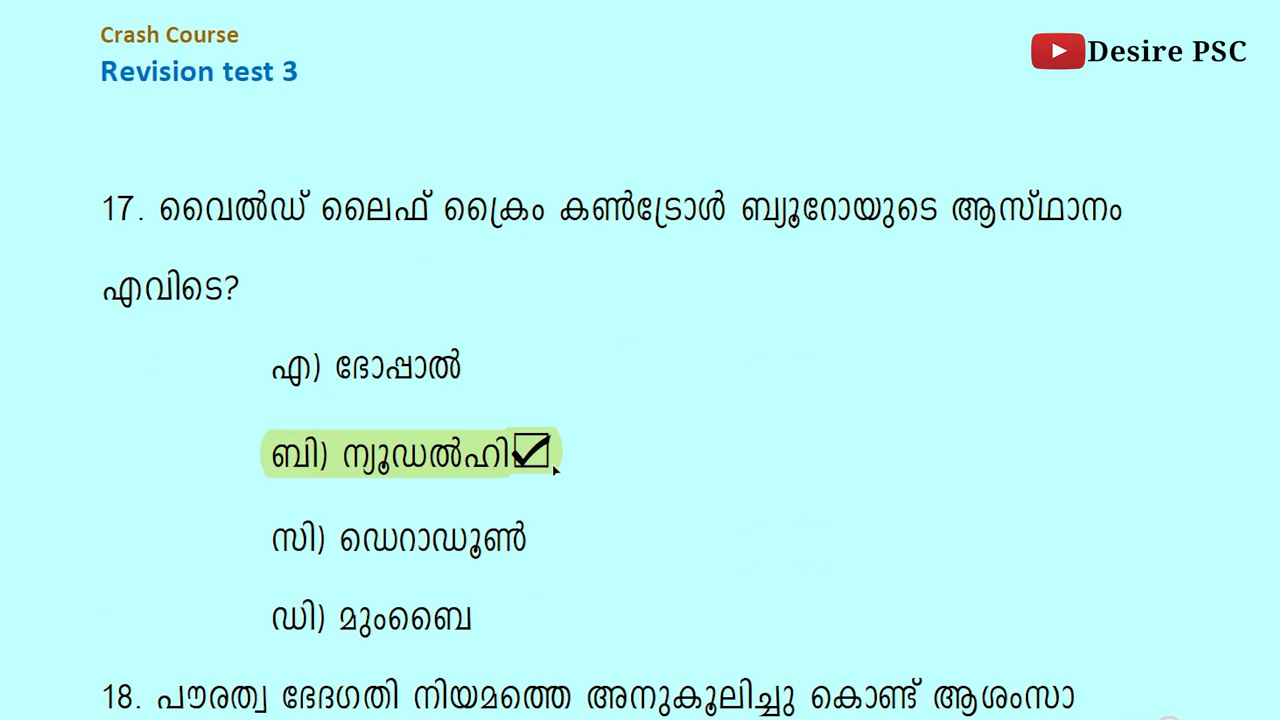 Crash Course
Revision test 3
Desire PSC
17. വൈൽഡ് ലൈഫ് ക്രൈം കൺട്രോൾ ബ്യൂറോയുടെ ആസ്ഥാനം
എവിടെ?
എ) ഭോപ്പാൽ
ബി) ന്യൂഡൽഹി
സി) ഡെറാഡൂൺ
ഡി) മുംബൈ
18. പൗരത്വ ഭേദഗതി നിയമത്തെ അനുകൂലിച്ചു കൊണ്ട് ആശംസാ